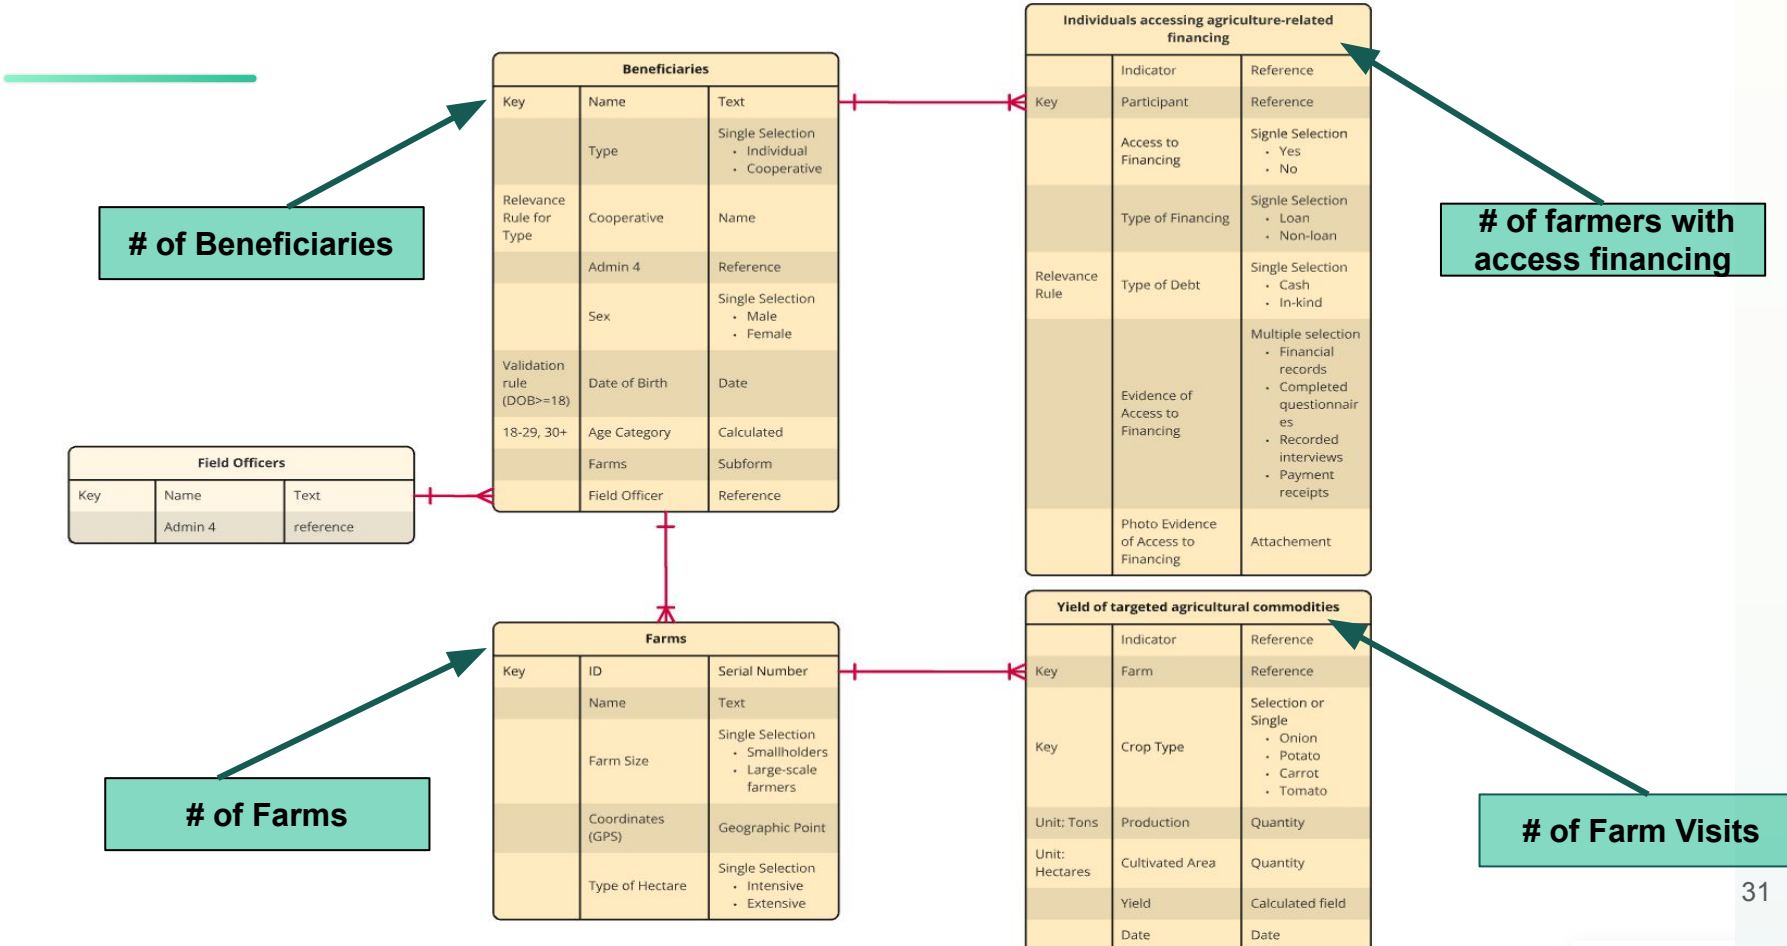 Individuals accessing agriculture-related
financing
Indicator Reference
Key Participant Reference
Access to
Financing
Signle Selection
• Yes
• No
Type of Financing
Signle Selection
• Loan
• Non-loan
Relevance
Rule
Type of Debt
Single Selection
• Cash
• In-kind
Evidence of
Access to
Financing
Multiple selection
• Financial
records
• Completed
questionnair
es
• Recorded
interviews
• Payment
receipts
Photo Evidence
of Access to
Financing
Attachement
Beneficiaries
Key Name Text
Type
Single Selection
• Individual
• Cooperative
Relevance
Rule for
Type
Cooperative Name
Admin 4 Reference
Sex
Single Selection
• Male
• Female
Validation
rule
(DOB>=18)
Date of Birth Date
18-29, 30+ Age Category Calculated
Farms Subform
Field Officer Reference
# of Beneficiaries
# of farmers with
access financing
Field Officers
Key Name Text
Admin 4 reference
Farms
Key ID Serial Number
Name Text
Farm Size
Single Selection
• Smallholders
• Large-scale
farmers
Coordinates
(GPS)
Geographic Point
Type of Hectare
Single Selection
• Intensive
• Extensive
# of Farms
Yield of targeted agricultural commodities
Indicator Reference
Key Farm Reference
Key Crop Type
Selection or
Single
• Onion
• Potato
• Carrot
• Tomato
Unit: Tons Production Quantity
Unit:
Hectares
Cultivated Area Quantity
Yield Calculated field
Date Date
# of Farm Visits
31